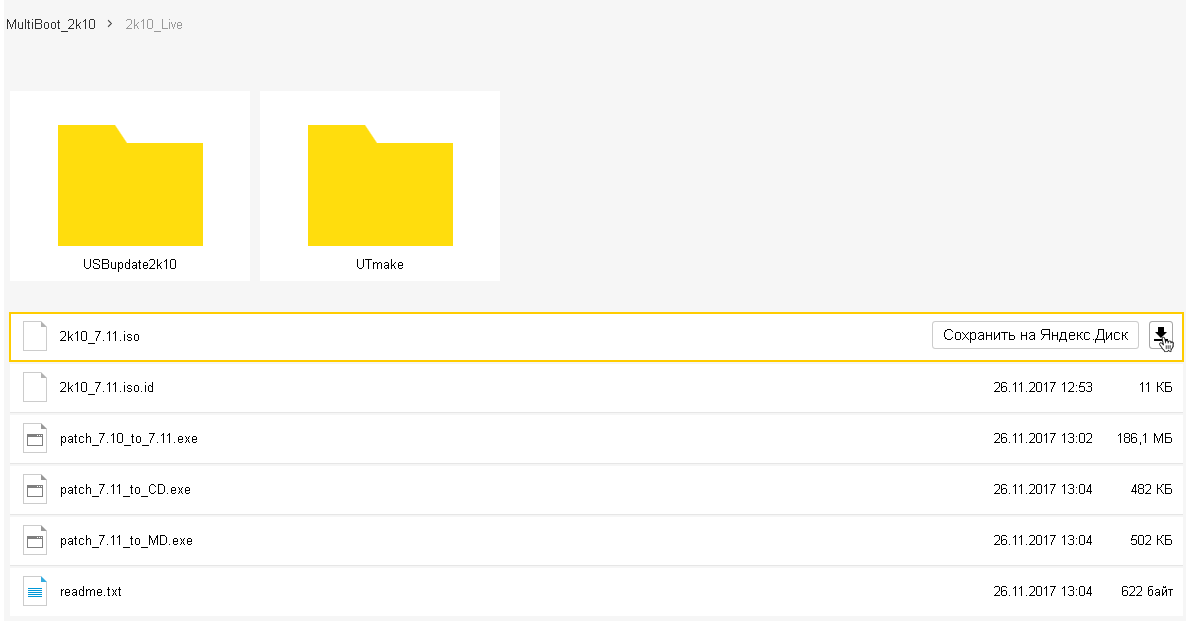 MultiBoot_2k10 > 2k10_Live
USBupdate2k10 UTmake
2k10_7.11.iso Сохранить на Яндекс.Диск
2k10_7.11.iso.id 26.11.2017 12:53 11 КБ
patch_7.10_to_7.11.exe 26.11.2017 13:02 186,1 МБ
patch_7.11_to_CD.exe 26.11.2017 13:04 482 КБ
patch_7.11_to_MD.exe 26.11.2017 13:04 502 КБ
readme.txt 26.11.2017 13:04 622 байт